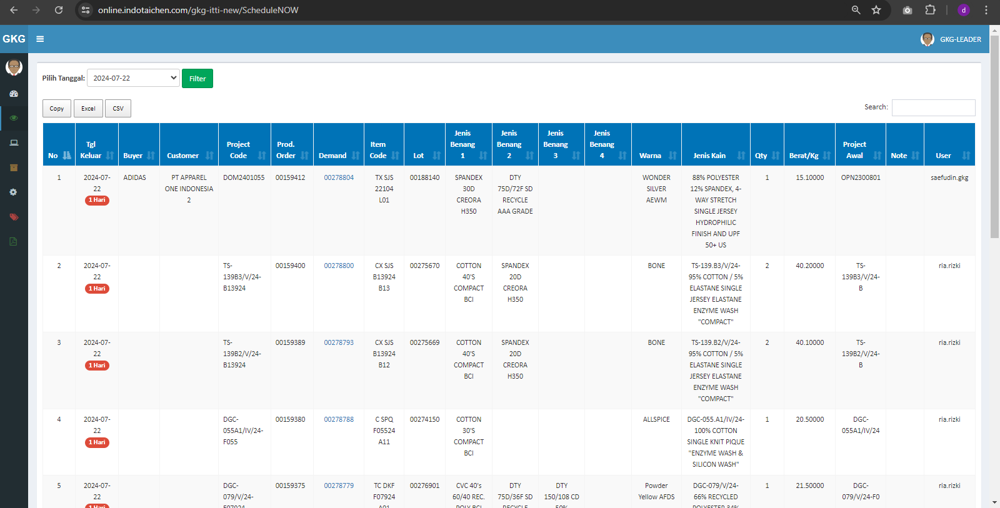 online.indotaichen.com/gkg-itti-new/ScheduleNOW
d
GKG
GKG-LEADER
Pilih Tanggal: 2024-07-22 Filter
Copy Excel CSV Search:
No Tgl Keluar Buyer Customer Project Code Prod. Order Demand Item Code Lot Jenis Benang 1 Jenis Benang 2 Jenis Benang 3 Jenis Benang 4 Warna Jenis Kain Qty Berat/Kg Project Awal Note User
1 2024-07-22 1 Hari ADIDAS PT APPAREL ONE INDONESIA 2 DOM2401055 00159412 00278804 TX SJS 22104 L01 00188140 SPANDEX 30D CREORA H350 DTY 75D/72F SD RECYCLE AAA GRADE WONDER SILVER AEWM 88% POLYESTER 12% SPANDEX, 4-WAY STRETCH SINGLE JERSEY HYDROPHILIC FINISH AND UPF 50+ US 1 15.10000 OPN2300801 saefudin.gkg
2 2024-07-22 1 Hari TS-139B3/V/24-B13924 00159400 00278800 CX SJS B13924 B13 00275670 COTTON 40'S COMPACT BCI SPANDEX 20D CREORA H350 BONE TS-139.B3/V/24-95% COTTON / 5% ELASTANE SINGLE JERSEY ELASTANE ENZYME WASH "COMPACT" 2 40.20000 TS-139B3/V/24-B ria.rizki
3 2024-07-22 1 Hari TS-139B2/V/24-B13924 00159389 00278793 CX SJS B13924 B12 00275669 COTTON 40'S COMPACT BCI SPANDEX 20D CREORA H350 BONE TS-139.B2/V/24-95% COTTON / 5% ELASTANE SINGLE JERSEY ELASTANE ENZYME WASH "COMPACT" 2 40.10000 TS-139B2/V/24-B ria.rizki
4 2024-07-22 1 Hari DGC-055A1/IV/24-F055 00159380 00278788 C SPQ F05524 A11 00274150 COTTON 30'S COMPACT BCI ALLSPICE DGC-055.A1/IV/24-100% COTTON SINGLE KNIT PIQUE "ENZYME WASH & SILICON WASH" 1 20.50000 DGC-055A1/IV/24 ria.rizki
5 2024-07-22 1 Hari DGC-079/V/24-F07924 00159375 00278779 TC DKF F07924 A01 00276901 CVC 40's 60/40 REC. POLY BCI DTY 75D/36F SD RECYCLE DTY 150/108 CD 50% Powder Yellow AFDS DGC-079/V/24-66% RECYCLED POLYESTER 34% 1 21.50000 DGC-079/V/24-F0 ria.rizki